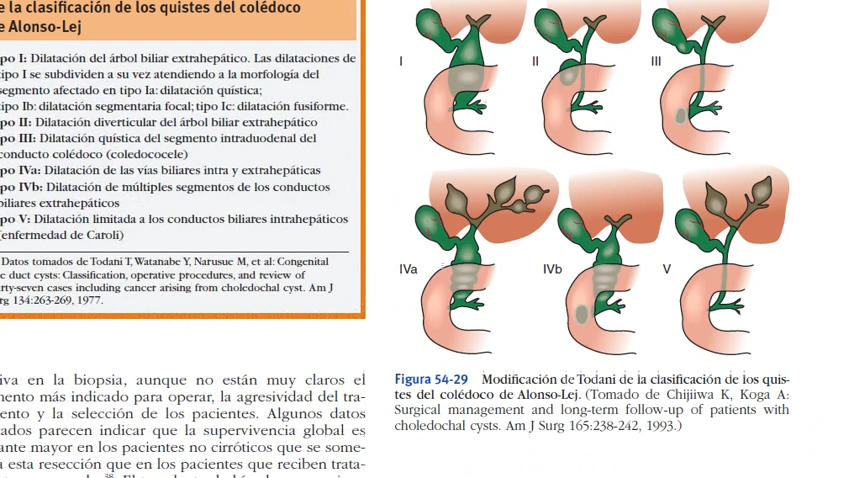 e la clasificación de los quistes del colédoco
e Alonso-Lej
po I: Dilatación del árbol biliar extrahepático. Las dilataciones de
tipo I se subdividen a su vez atendiendo a la morfología del
segmento afectado en tipo Ia: dilatación quística;
tipo Ib: dilatación segmentaria focal; tipo Ic: dilatación fusiforme.
po II: Dilatación diverticular del árbol biliar extrahepático
po III: Dilatación quística del segmento intraduodenal del
conducto colédoco (coledococele)
po IVa: Dilatación de las vías biliares intra y extrahepáticas
po IVb: Dilatación de múltiples segmentos de los conductos
biliares extrahepáticos
po V: Dilatación limitada a los conductos biliares intrahepáticos
(enfermedad de Caroli)
Datos tomados de Todani T, Watanabe Y, Narusue M, et al: Congenital
e duct cysts: Classification, operative procedures, and review of
rty-seven cases including cancer arising from choledochal cyst. Am J
rg 134:263-269, 1977.
iva en la biopsia, aunque no están muy claros el
mento más indicado para operar, la agresividad del tra-
ento y la selección de los pacientes. Algunos datos
ados parecen indicar que la supervivencia global es
ante mayor en los pacientes no cirróticos que se some-
a esta resección que en los pacientes que reciben trata-
I
II
III
IVa
IVb
V
Figura 54-29 Modificación de Todani de la clasificación de los quis-
tes del colédoco de Alonso-Lej. (Tomado de Chijiiwa K, Koga A:
Surgical management and long-term follow-up of patients with
choledochal cysts. Am J Surg 165:238-242, 1993.)